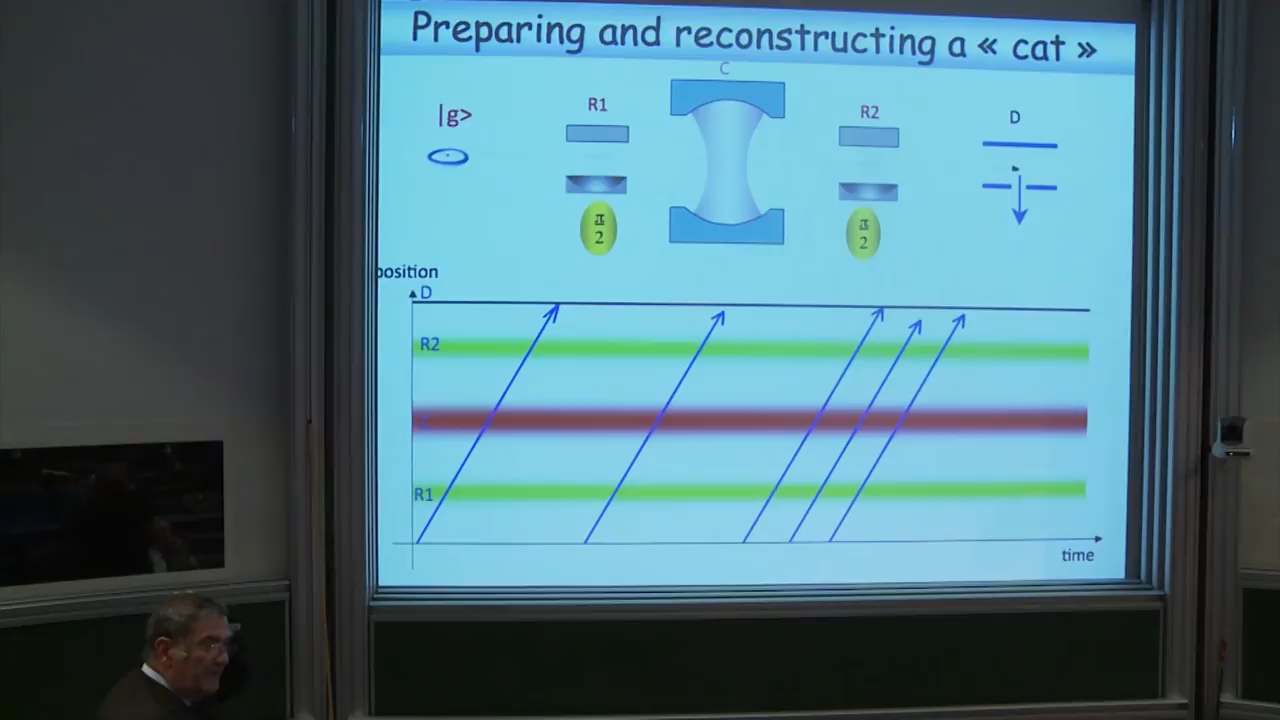 Preparing and reconstructing a « cat »
C
|g>
R1
R2
D
π
2
π
2
position
D
R2
C
R1
time